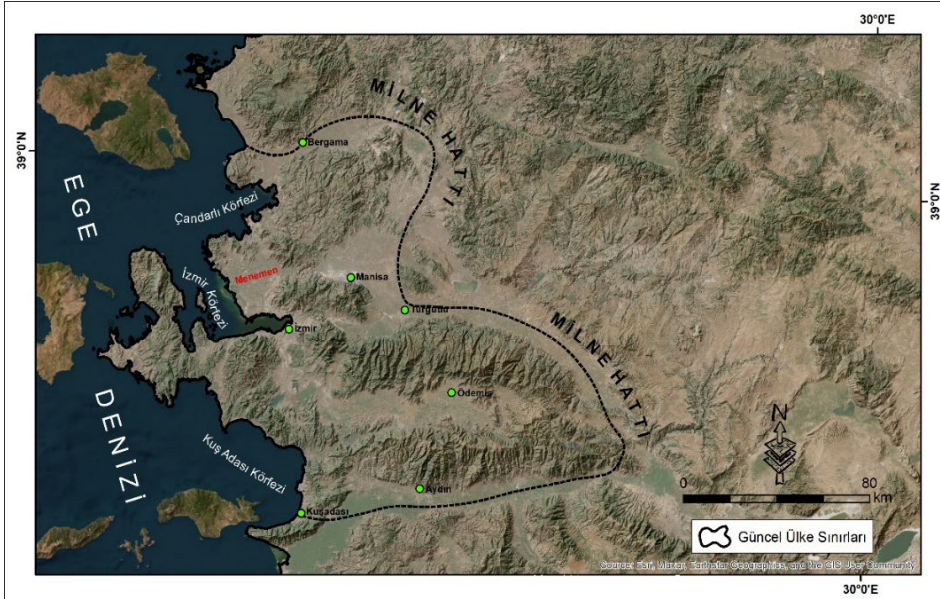 30°0'E
39°0'N
MİLNE HATTI
Bergama
EGE
Çandarlı Körfezi
39°0'N
Menemen
Manisa
İzmir Körfezi
Turgutlu
İzmir
MİLNE HATTI
Ödemiş
DENİZİ
Kuş Adası Körfezi
N
Aydın
0 80
km
Kuşadası
Güncel Ülke Sınırları
Source: Esri, Maxar, Earthstar Geographics, and the GIS User Community
30°0'E